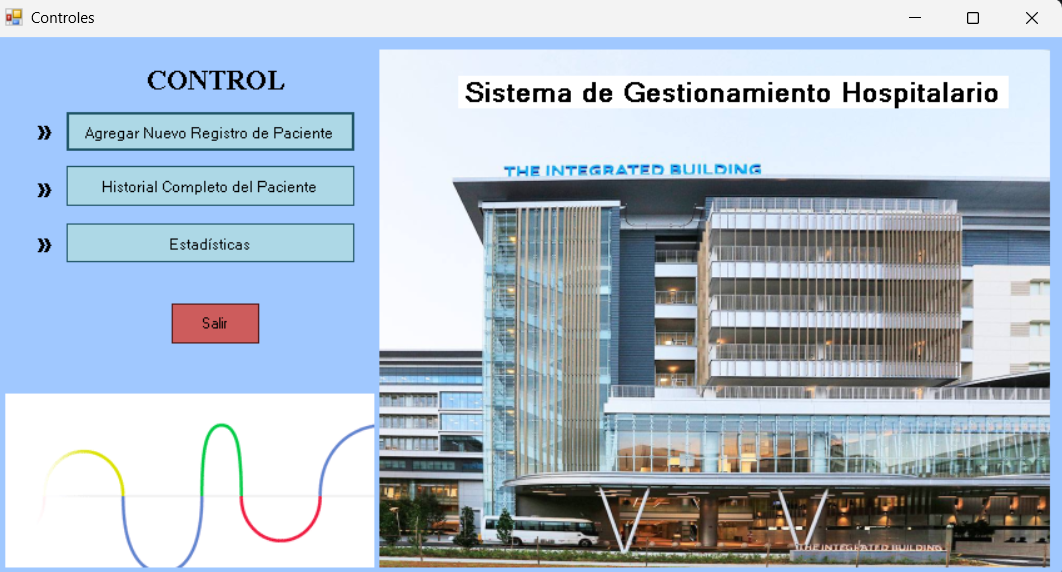 Controles
CONTROL
» Agregar Nuevo Registro de Paciente
» Historial Completo del Paciente
» Estadísticas
Salir
Sistema de Gestionamiento Hospitalario
THE INTEGRATED BUILDING
THE INTEGRATED BUILDING